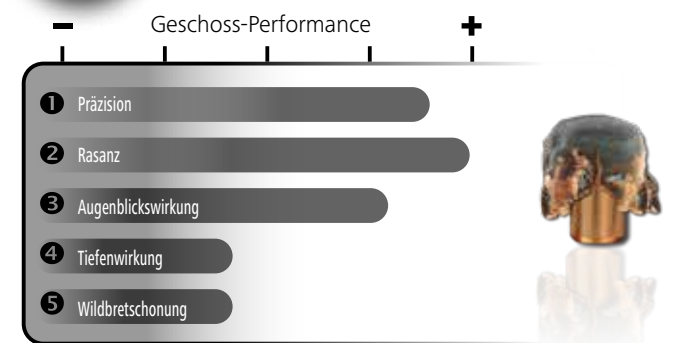 Geschoss-Performance
1 Präzision
2 Rasanz
3 Augenblickswirkung
4 Tiefenwirkung
5 Wildbretschonung